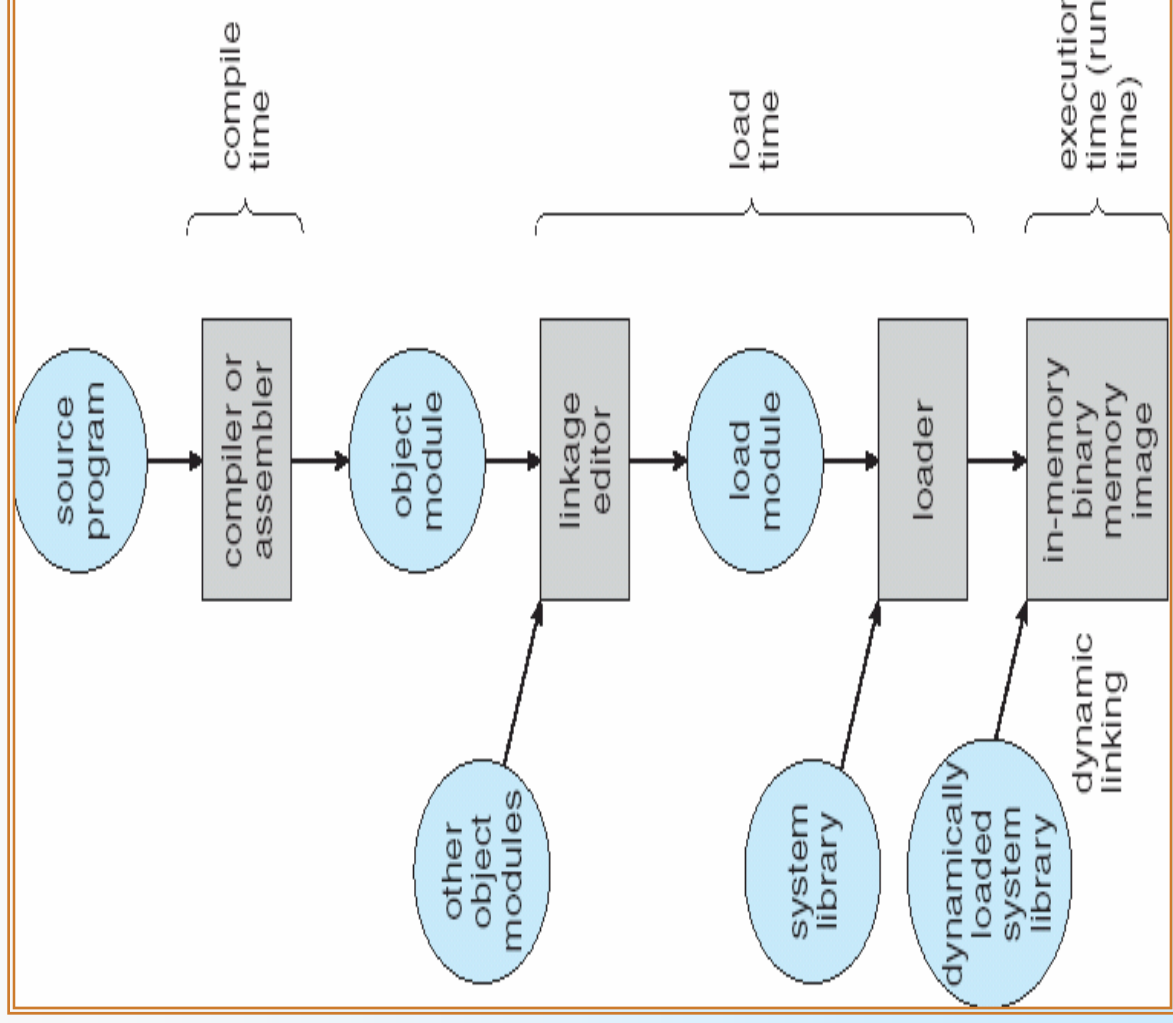 source
program
compiler or
assembler
compile
time
object
module
other
object
modules
linkage
editor
load
module
load
time
system
library
loader
dynamically
loaded
system
library
dynamic
linking
in-memory
binary
memory
image
execution
time (run
time)